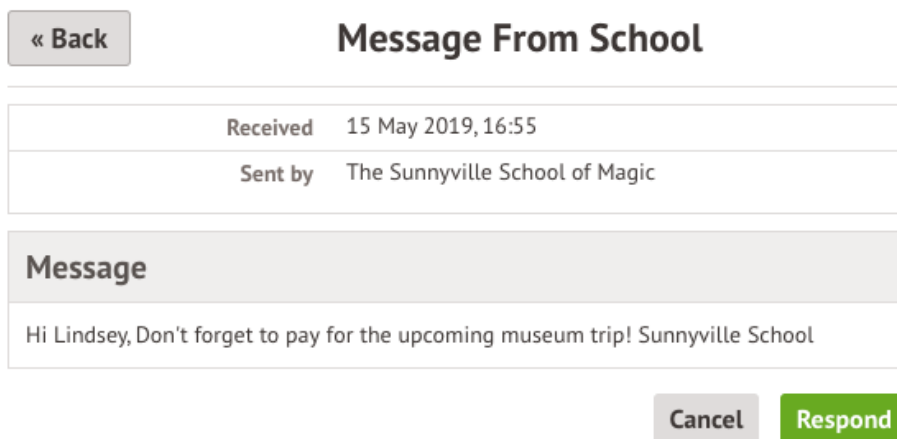 « Back
Message From School
Received 15 May 2019, 16:55
Sent by The Sunnyville School of Magic
Message
Hi Lindsey, Don't forget to pay for the upcoming museum trip! Sunnyville School
Cancel Respond